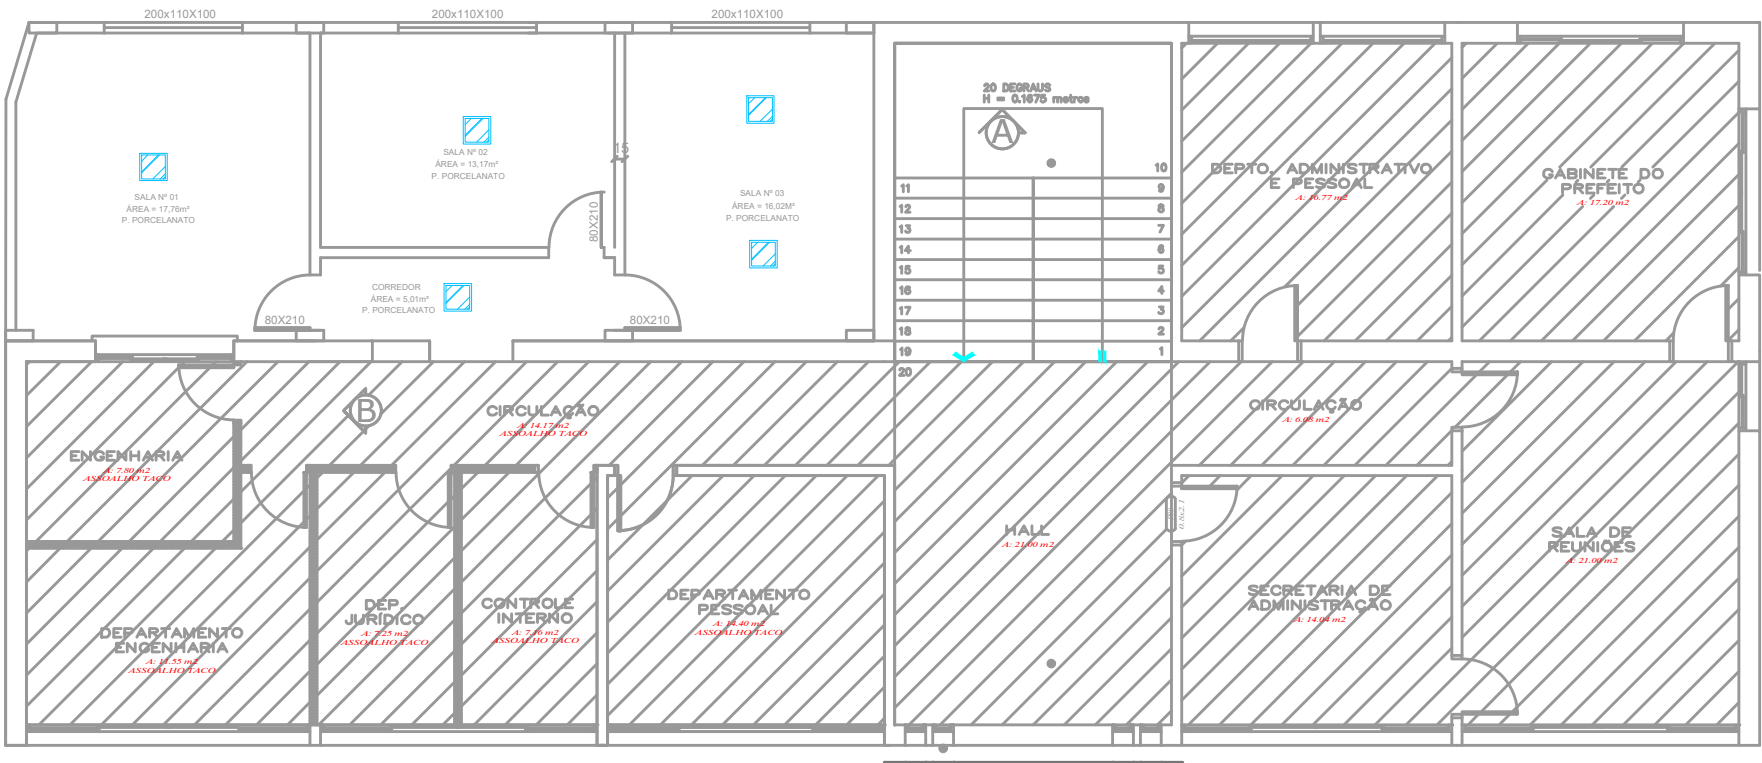 200x110X100
200x110X100
200x110X100
SALA Nº 01
ÁREA = 17,76m²
P. PORCELANATO
SALA Nº 02
ÁREA = 13,17m²
P. PORCELANATO
15
SALA Nº 03
ÁREA = 16,02M²
P. PORCELANATO
80X210
CORREDOR
ÁREA = 5,01m²
P. PORCELANATO
80X210
80X210
20 DEGRAUS
H = 0.1675 metros
A
10
11
9
12
8
13
7
14
6
15
5
16
4
17
3
18
2
19
1
20
DEPTO. ADMINISTRATIVO
E PESSOAL
A: 16.77 m2
GABINETE DO
PREFEITO
A: 17.20 m2
B
CIRCULAÇÃO
A: 14.17 m2
ASSOALHO TACO
CIRCULAÇÃO
A: 6.08 m2
ENGENHARIA
A: 7.80 m2
ASSOALHO TACO
HALL
A: 21.00 m2
0.8x2.1
SALA DE
REUNIÕES
A: 21.00 m2
DEPARTAMENTO
ENGENHARIA
A: 11.55 m2
ASSOALHO TACO
DEP.
JURÍDICO
A: 7.25 m2
ASSOALHO TACO
CONTROLE
INTERNO
A: 7.16 m2
ASSOALHO TACO
DEPARTAMENTO
PESSOAL
A: 14.40 m2
ASSOALHO TACO
SECRETARIA DE
ADMINISTRAÇÃO
A: 14.04 m2